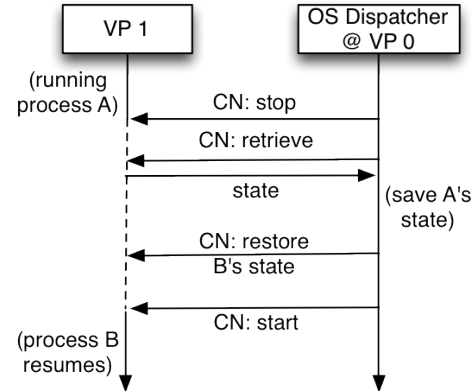 VP 1
OS Dispatcher
@ VP 0
(running
process A)
CN: stop
CN: retrieve
state
(save A's
state)
CN: restore
B's state
CN: start
(process B
resumes)